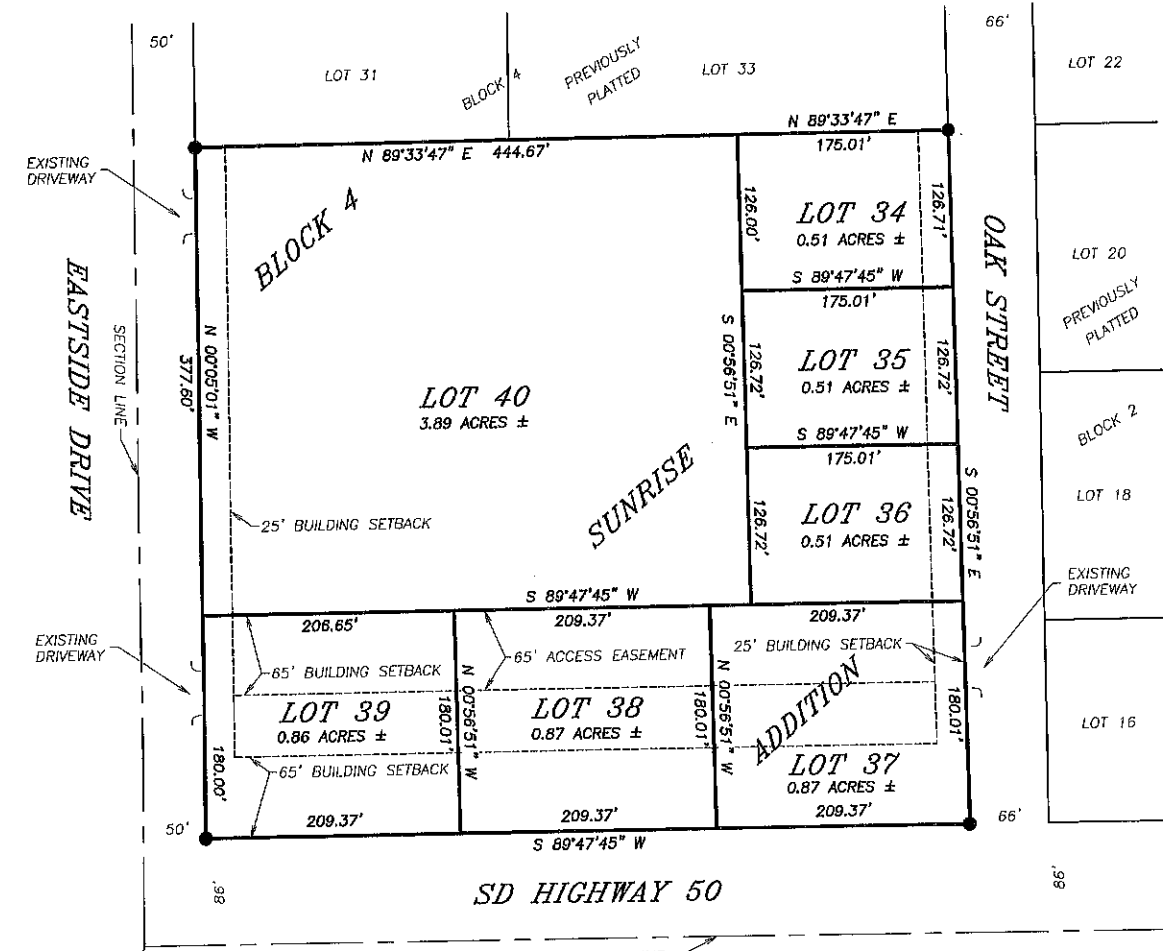 50'
66'
LOT 31
BLOCK 4
PREVIOUSLY
PLATTED
LOT 33
LOT 22
N 89°33'47" E
N 89°33'47" E 444.67'
175.01'
EXISTING
DRIVEWAY
BLOCK 4
126.00'
LOT 34
0.51 ACRES ±
126.71'
OAK STREET
LOT 20
PREVIOUSLY
PLATTED
S 89°47'45" W
175.01'
EASTSIDE DRIVE
SECTION LINE
N 00°05'01" W
377.60'
S 00°56'51" E
126.72'
LOT 35
0.51 ACRES ±
126.72'
LOT 40
3.89 ACRES ±
S 89°47'45" W
175.01'
BLOCK 2
SUNRISE
25' BUILDING SETBACK
126.72'
LOT 36
0.51 ACRES ±
126.72'
S 00°56'51" E
LOT 18
EXISTING
DRIVEWAY
S 89°47'45" W
206.65'
209.37'
209.37'
EXISTING
DRIVEWAY
65' BUILDING SETBACK
65' ACCESS EASEMENT
25' BUILDING SETBACK
LOT 39
0.86 ACRES ±
180.01'
N 00°56'51" W
LOT 38
0.87 ACRES ±
180.01'
N 00°56'51" W
ADDITION
180.01'
LOT 16
180.00'
65' BUILDING SETBACK
LOT 37
0.87 ACRES ±
209.37'
209.37'
209.37'
50'
66'
S 89°47'45" W
86'
SD HIGHWAY 50
86'